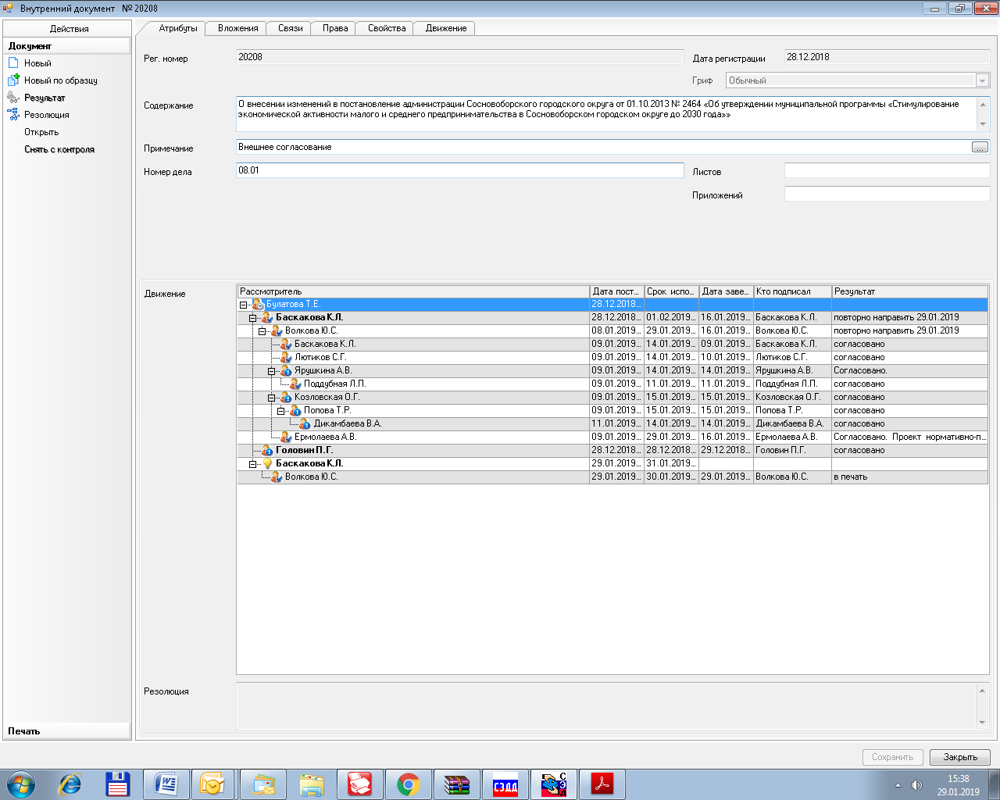 Внутренний документ № 20208
Действия
Документ
Новый
Новый по образцу
Результат
Резолюция
Открыть
Снять с контроля
Печать
Атрибуты Вложения Связи Права Свойства Движение
Рег. номер 20208 Дата регистрации 28.12.2018
Гриф Обычный
Содержание О внесении изменений в постановление администрации Сосновоборского городского округа от 01.10.2013 № 2464 «Об утверждении муниципальной программы «Стимулирование
экономической активности малого и среднего предпринимательства в Сосновоборском городском округе до 2030 года»»
Примечание Внешнее согласование ...
Номер дела 08.01 Листов
Приложений
Движение
Рассмотритель Дата пост... Срок испо... Дата заве... Кто подписал Результат
Булатова Т.Е. 28.12.2018...
Баскакова К.Л. 28.12.2018... 01.02.2019... 16.01.2019... Баскакова К.Л. повторно направить 29.01.2019
Волкова Ю.С. 08.01.2019... 29.01.2019... 16.01.2019... Волкова Ю.С. повторно направить 29.01.2019
Баскакова К.Л. 09.01.2019... 14.01.2019... 09.01.2019... Баскакова К.Л. согласовано
Лютиков С.Г. 09.01.2019... 14.01.2019... 10.01.2019... Лютиков С.Г. согласовано
Ярушкина А.В. 09.01.2019... 14.01.2019... 14.01.2019... Ярушкина А.В. Согласовано.
Поддубная Л.П. 09.01.2019... 11.01.2019... 11.01.2019... Поддубная Л.П. согласовано
Козловская О.Г. 09.01.2019... 15.01.2019... 15.01.2019... Козловская О.Г. согласовано
Попова Т.Р. 09.01.2019... 15.01.2019... 15.01.2019... Попова Т.Р. согласовано
Дикамбаева В.А. 11.01.2019... 14.01.2019... 14.01.2019... Дикамбаева В.А. согласовано
Ермолаева А.В. 09.01.2019... 29.01.2019... 16.01.2019... Ермолаева А.В. Согласовано. Проект нормативно-п...
Головин П.Г. 28.12.2018... 28.12.2018... 29.12.2018... Головин П.Г. согласовано
Баскакова К.Л. 29.01.2019... 31.01.2019...
Волкова Ю.С. 29.01.2019... 30.01.2019... 29.01.2019... Волкова Ю.С. в печать
Резолюция
Сохранить Закрыть
СЭДД
СЭД
15:38
29.01.2019